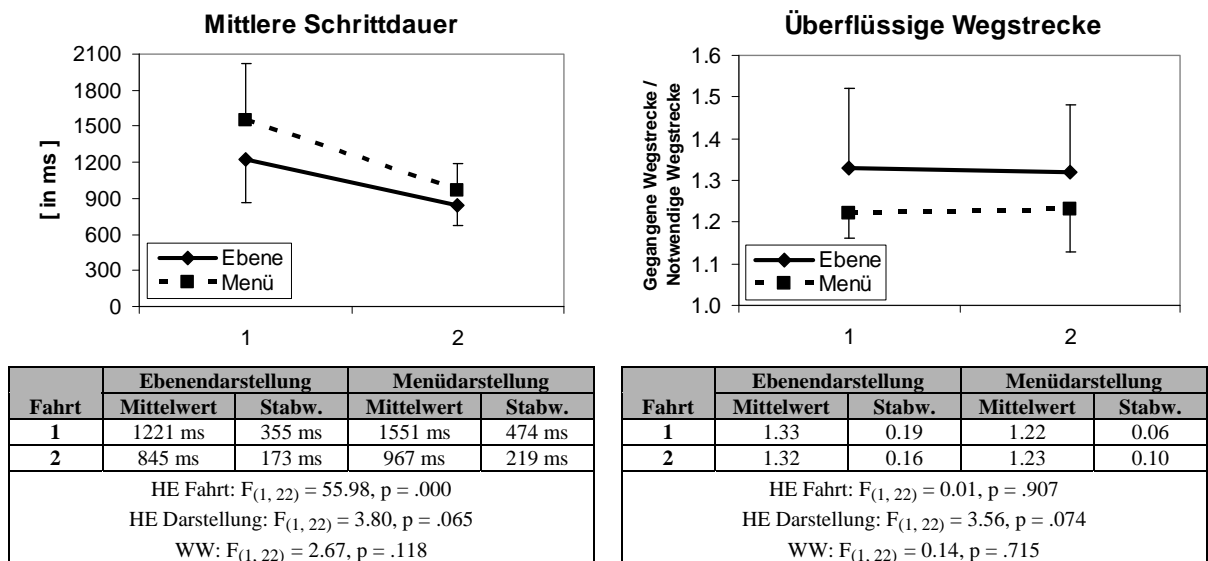 Mittlere Schrittdauer
[ in ms ]
2100
1800
1500
1200
900
600
300
0
Ebene
Menü
1 2
Ebenendarstellung Menüdarstellung
Fahrt Mittelwert Stabw. Mittelwert Stabw.
1 1221 ms 355 ms 1551 ms 474 ms
2 845 ms 173 ms 967 ms 219 ms
HE Fahrt: F(1, 22) = 55.98, p = .000
HE Darstellung: F(1, 22) = 3.80, p = .065
WW: F(1, 22) = 2.67, p = .118
Überflüssige Wegstrecke
Gegangene Wegstrecke /
Notwendige Wegstrecke
1.6
1.5
1.4
1.3
1.2
1.1
1.0
Ebene
Menü
1 2
Ebenendarstellung Menüdarstellung
Fahrt Mittelwert Stabw. Mittelwert Stabw.
1 1.33 0.19 1.22 0.06
2 1.32 0.16 1.23 0.10
HE Fahrt: F(1, 22) = 0.01, p = .907
HE Darstellung: F(1, 22) = 3.56, p = .074
WW: F(1, 22) = 0.14, p = .715